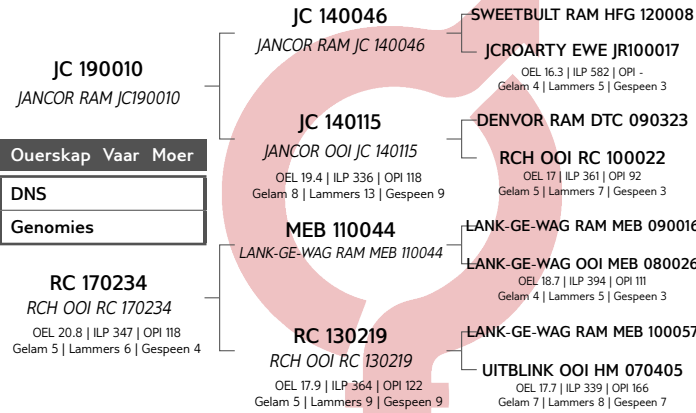 JC 190010
JANCOR RAM JC190010
Ouerskap Vaar Moer
DNS
Genomies
RC 170234
RCH OOI RC 170234
OEL 20.8 | ILP 347 | OPI 118
Gelam 5 | Lammers 6 | Gespeen 4
JC 140046
JANCOR RAM JC 140046
JC 140115
JANCOR OOI JC 140115
OEL 19.4 | ILP 336 | OPI 118
Gelam 8 | Lammers 13 | Gespeen 9
MEB 110044
LANK-GE-WAG RAM MEB 110044
RC 130219
RCH OOI RC 130219
OEL 17.9 | ILP 364 | OPI 122
Gelam 5 | Lammers 9 | Gespeen 9
SWEETBULT RAM HFG 120008
JCROARTY EWE JR100017
OEL 16.3 | ILP 582 | OPI -
Gelam 4 | Lammers 5 | Gespeen 3
DENVOR RAM DTC 090323
RCH OOI RC 100022
OEL 17 | ILP 361 | OPI 92
Gelam 5 | Lammers 7 | Gespeen 3
LANK-GE-WAG RAM MEB 090016
LANK-GE-WAG OOI MEB 080026
OEL 18.7 | ILP 394 | OPI 111
Gelam 4 | Lammers 5 | Gespeen 3
LANK-GE-WAG RAM MEB 100057
UITBLINK OOI HM 070405
OEL 17.7 | ILP 339 | OPI 166
Gelam 7 | Lammers 8 | Gespeen 7